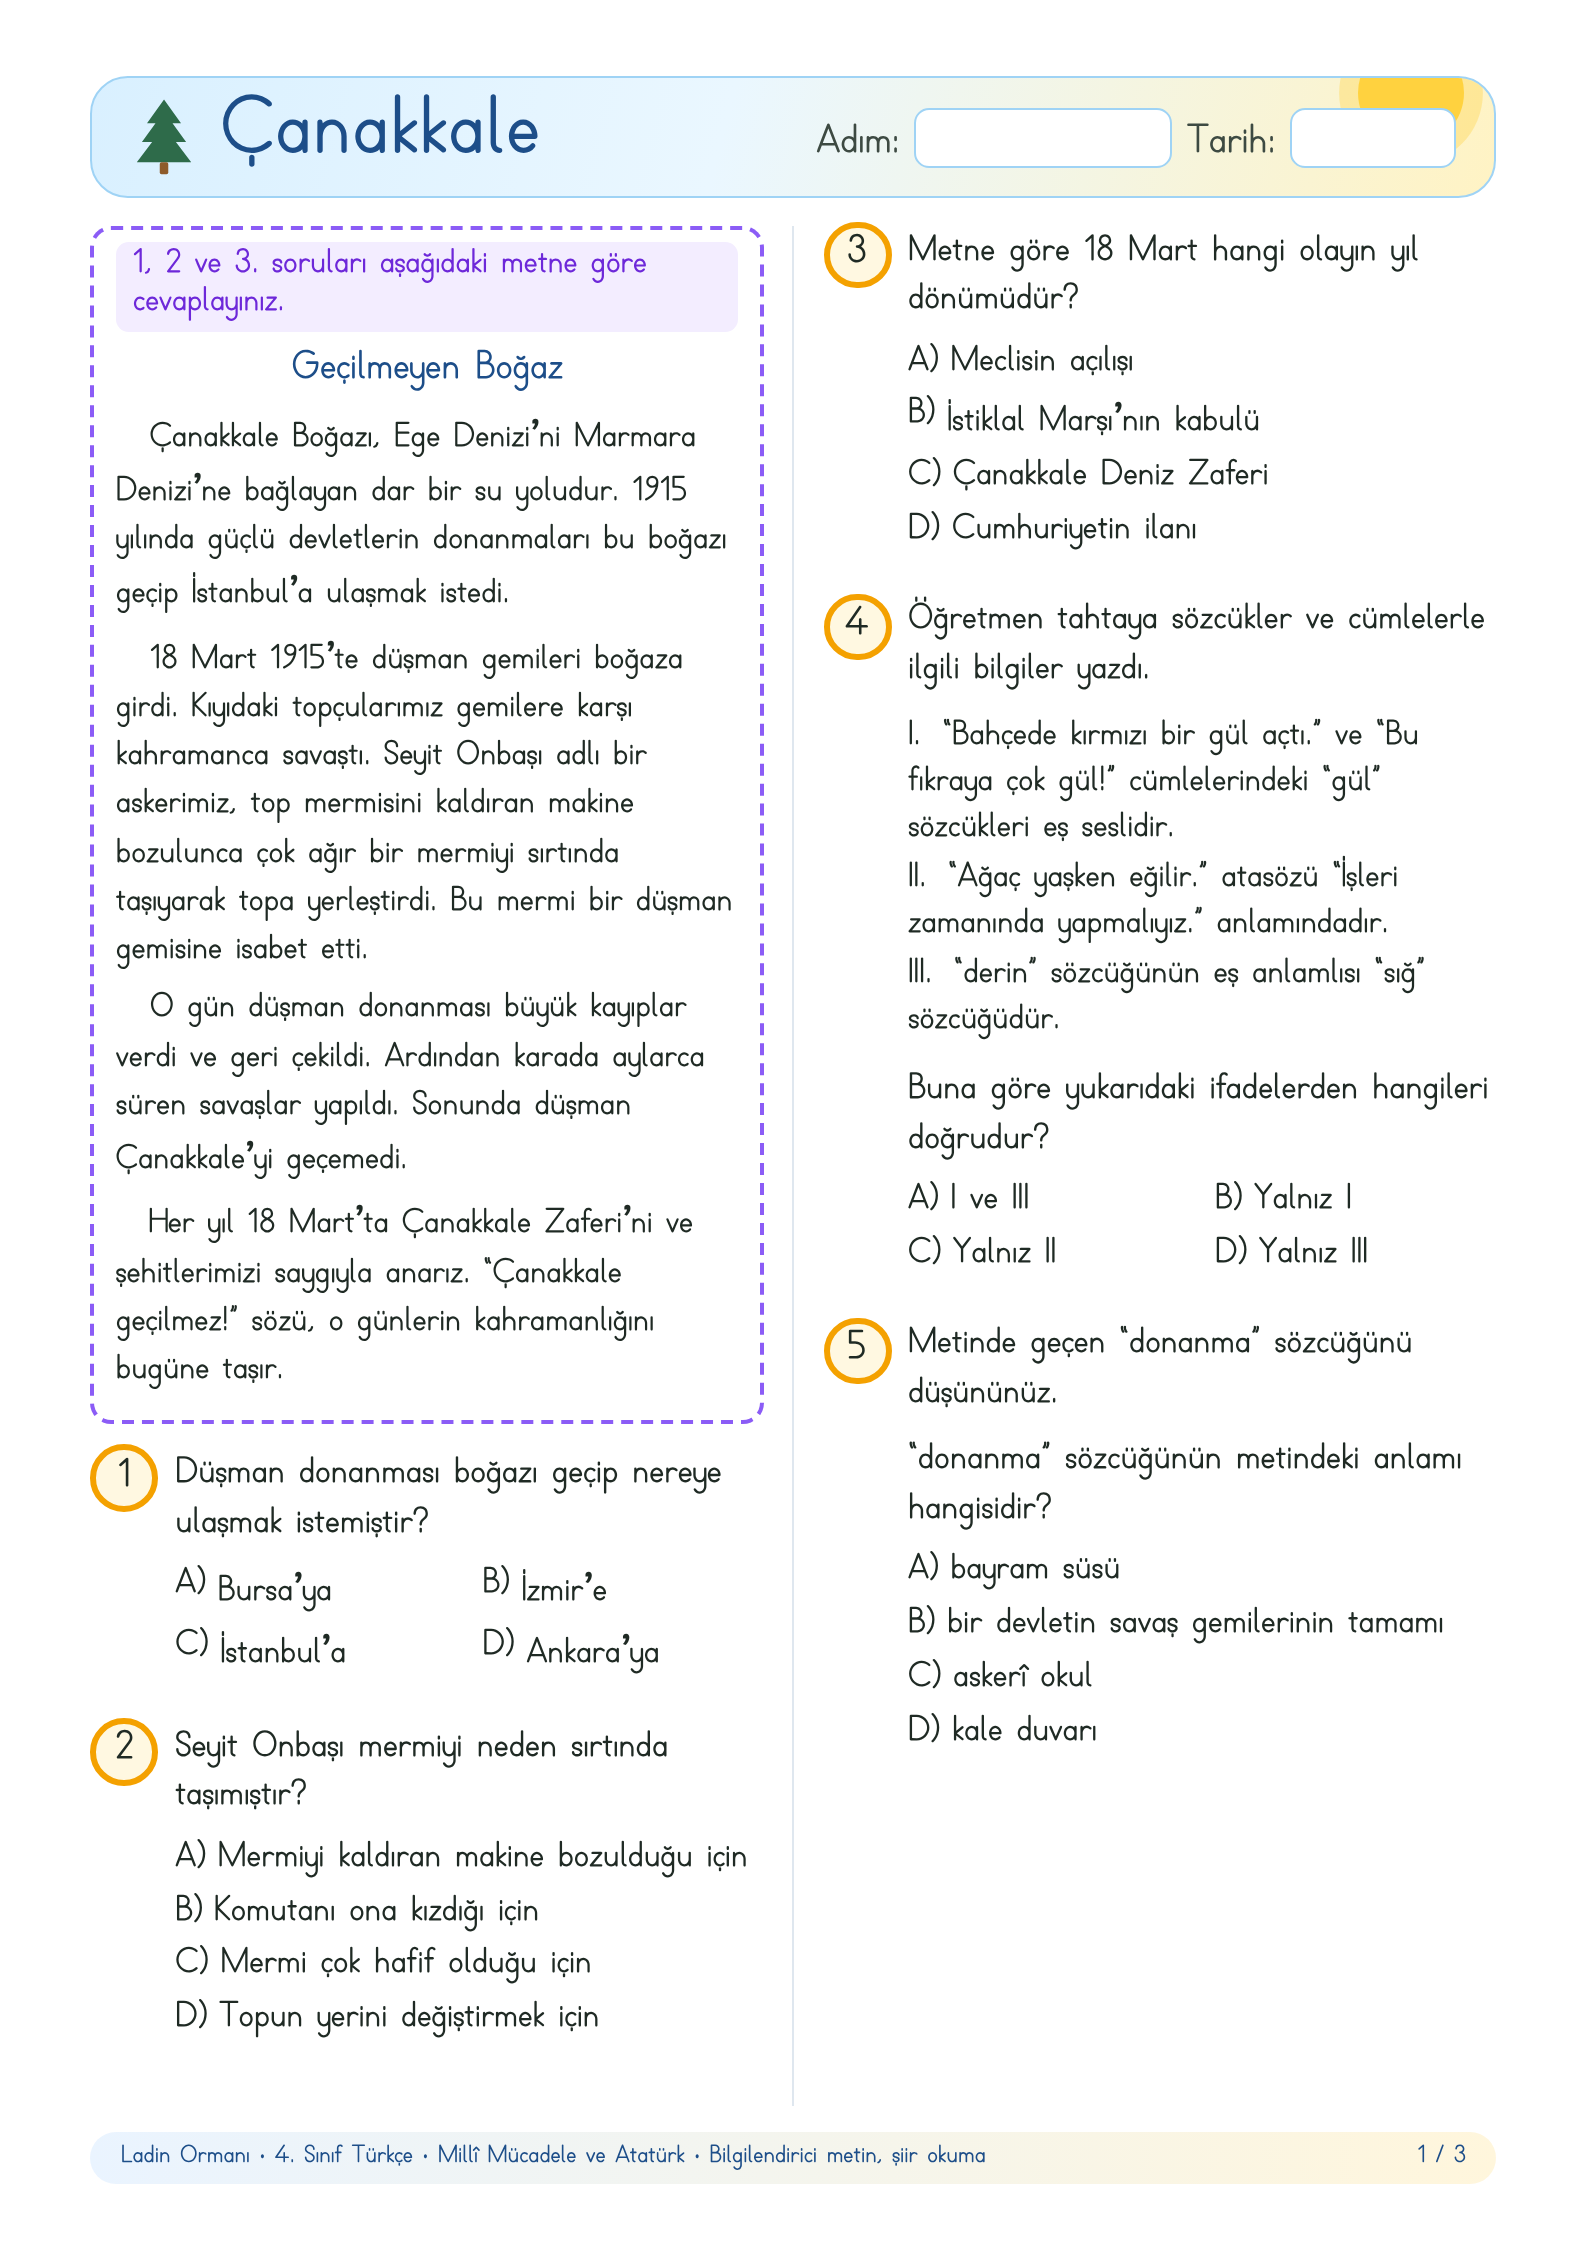 Çanakkale
Adım:
Tarih:
1, 2 ve 3. soruları aşağıdaki metne göre
cevaplayınız.
Geçilmeyen Boğaz
Çanakkale Boğazı, Ege Denizi’ni Marmara
Denizi’ne bağlayan dar bir su yoludur. 1915
yılında güçlü devletlerin donanmaları bu boğazı
geçip İstanbul’a ulaşmak istedi.
18 Mart 1915’te düşman gemileri boğaza
girdi. Kıyıdaki topçularımız gemilere karşı
kahramanca savaştı. Seyit Onbaşı adlı bir
askerimiz, top mermisini kaldıran makine
bozulunca çok ağır bir mermiyi sırtında
taşıyarak topa yerleştirdi. Bu mermi bir düşman
gemisine isabet etti.
O gün düşman donanması büyük kayıplar
verdi ve geri çekildi. Ardından karada aylarca
süren savaşlar yapıldı. Sonunda düşman
Çanakkale’yi geçemedi.
Her yıl 18 Mart’ta Çanakkale Zaferi’ni ve
şehitlerimizi saygıyla anarız. “Çanakkale
geçilmez!” sözü, o günlerin kahramanlığını
bugüne taşır.
1 Düşman donanması boğazı geçip nereye
ulaşmak istemiştir?
A) Bursa’ya B) İzmir’e
C) İstanbul’a D) Ankara’ya
2 Seyit Onbaşı mermiyi neden sırtında
taşımıştır?
A) Mermiyi kaldıran makine bozulduğu için
B) Komutanı ona kızdığı için
C) Mermi çok hafif olduğu için
D) Topun yerini değiştirmek için
3 Metne göre 18 Mart hangi olayın yıl
dönümüdür?
A) Meclisin açılışı
B) İstiklal Marşı’nın kabulü
C) Çanakkale Deniz Zaferi
D) Cumhuriyetin ilanı
4 Öğretmen tahtaya sözcükler ve cümlelerle
ilgili bilgiler yazdı.
I. “Bahçede kırmızı bir gül açtı.” ve “Bu
fıkraya çok gül!” cümlelerindeki “gül”
sözcükleri eş seslidir.
II. “Ağaç yaşken eğilir.” atasözü “İşleri
zamanında yapmalıyız.” anlamındadır.
III. “derin” sözcüğünün eş anlamlısı “sığ”
sözcüğüdür.
Buna göre yukarıdaki ifadelerden hangileri
doğrudur?
A) I ve III B) Yalnız I
C) Yalnız II D) Yalnız III
5 Metinde geçen “donanma” sözcüğünü
düşününüz.
“donanma” sözcüğünün metindeki anlamı
hangisidir?
A) bayram süsü
B) bir devletin savaş gemilerinin tamamı
C) askerî okul
D) kale duvarı
Ladin Ormanı • 4. Sınıf Türkçe • Millî Mücadele ve Atatürk • Bilgilendirici metin, şiir okuma
1 / 3